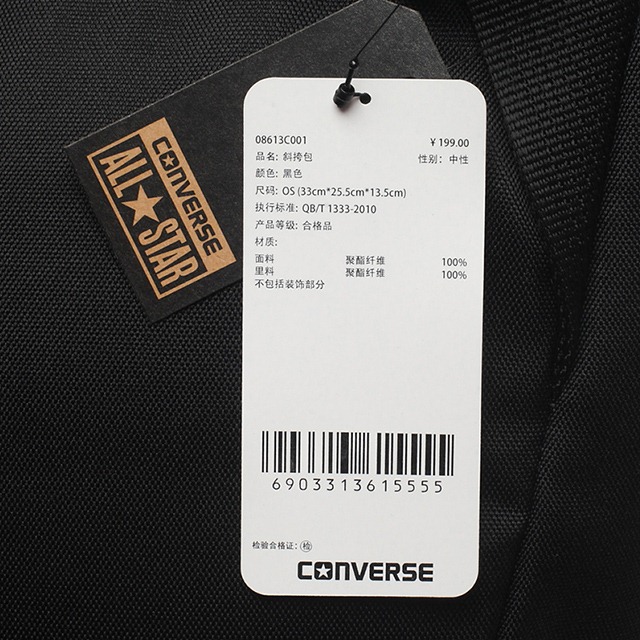 CONVERSE
ALL★STAR
08613C001 ¥ 199.00
品名: 斜挎包 性别: 中性
颜色: 黑色
尺码: OS (33cm*25.5cm*13.5cm)
执行标准: QB/T 1333-2010
产品等级: 合格品
材质:
面料 聚酯纤维 100%
里料 聚酯纤维 100%
不包括装饰部分
6903313615555
检验合格证: 检
CONVERSE